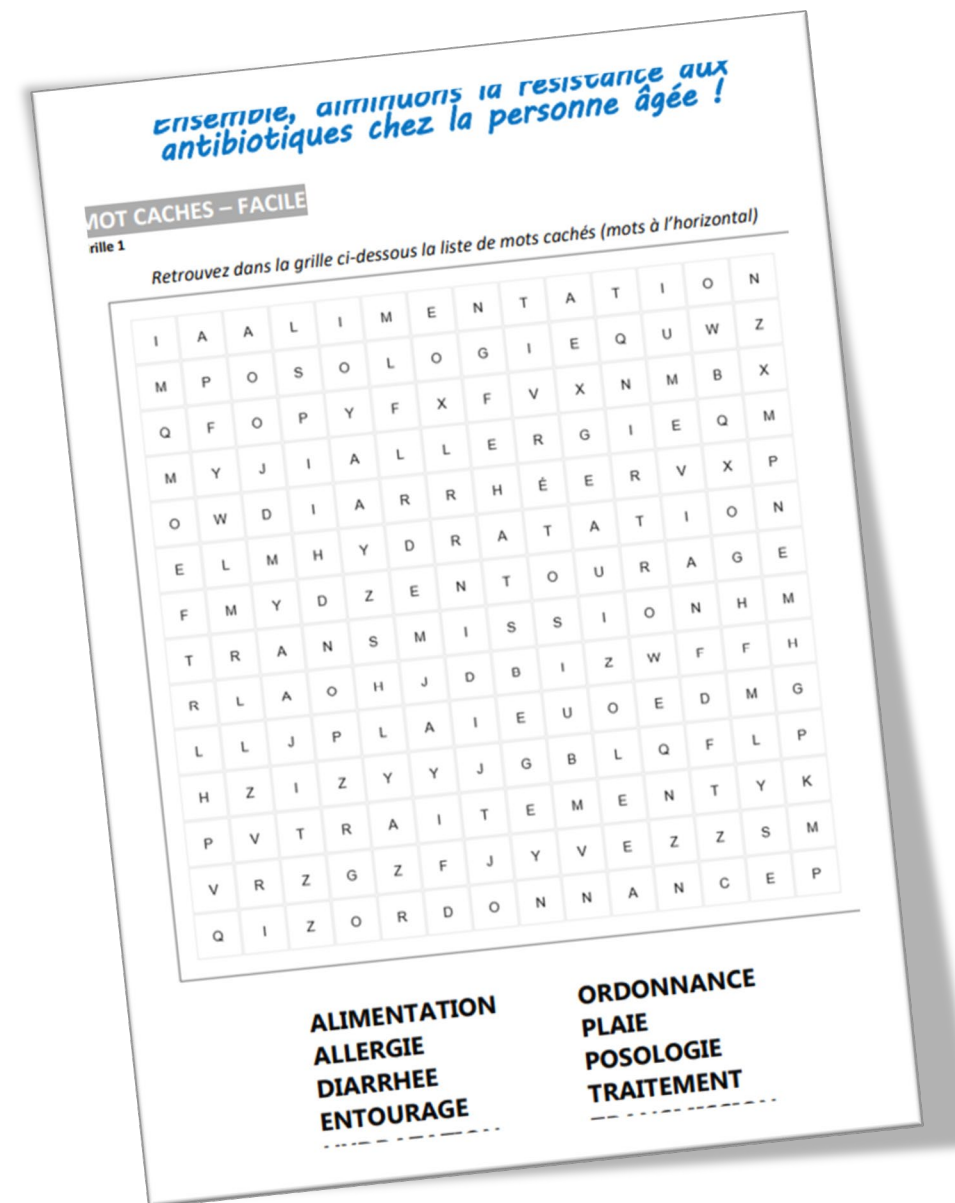 Ensemble, diminuons la résistance aux
antibiotiques chez la personne âgée !
MOT CACHES – FACILE
rille 1
Retrouvez dans la grille ci-dessous la liste de mots cachés (mots à l'horizontal)
I A A L I M E N T A T I O N
M P O S O L O G I E Q U W Z
Q F O P Y F X F V X N M B X
M Y J I A L L E R G I E Q M
O W D I A R R H É E R V X P
E L M H Y D R A T A T I O N
F M Y D Z E N T O U R A G E
T R A N S M I S S I O N H M
R L A O H J D B I Z W F F H
L L J P L A I E U O E D M G
H Z I Z Y Y J G B L Q F L P
P V T R A I T E M E N T Y K
V R Z G Z F J Y V E Z Z S M
Q I Z O R D O N N A N C E P
ALIMENTATION
ALLERGIE
DIARRHEE
ENTOURAGE
ORDONNANCE
PLAIE
POSOLOGIE
TRAITEMENT